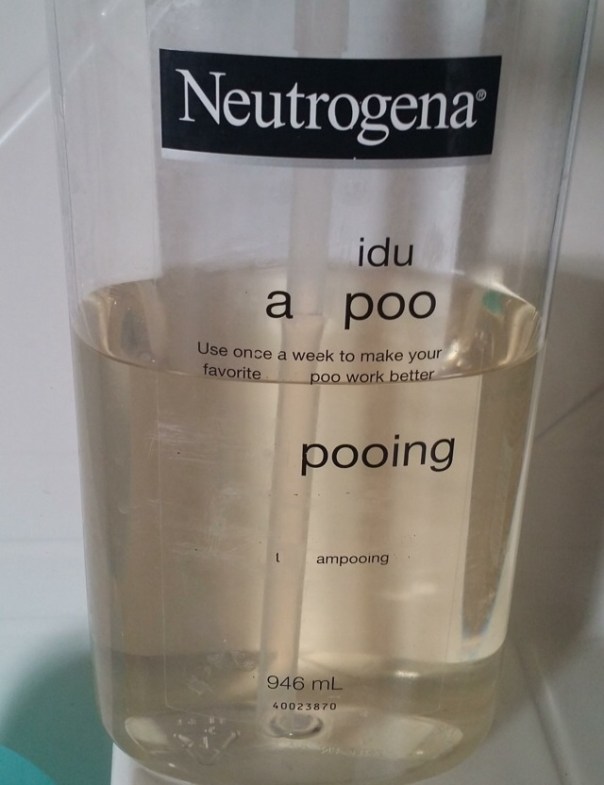 Neutrogena®
idu
a poo
Use once a week to make your
favorite poo work better
pooing
t ampooing
946 mL
40023870